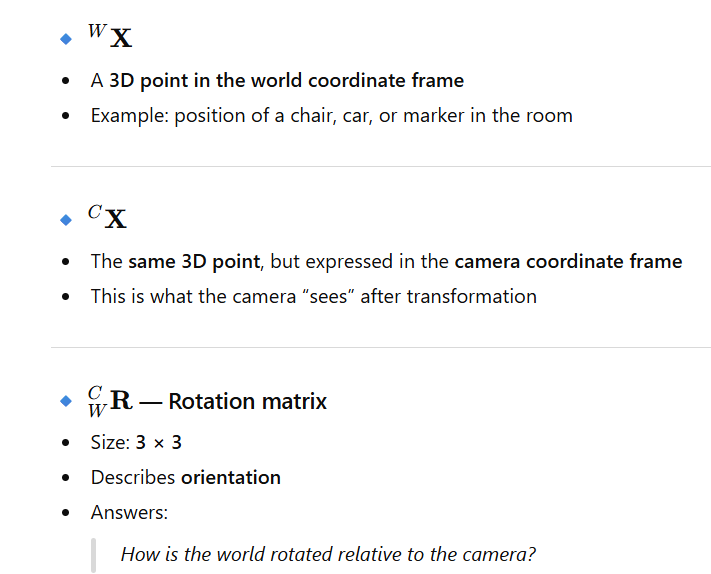 ᵂX
A 3D point in the world coordinate frame
Example: position of a chair, car, or marker in the room
ᶜX
The same 3D point, but expressed in the camera coordinate frame
This is what the camera “sees” after transformation
ᶜ_W R — Rotation matrix
Size: 3 × 3
Describes orientation
Answers:
How is the world rotated relative to the camera?